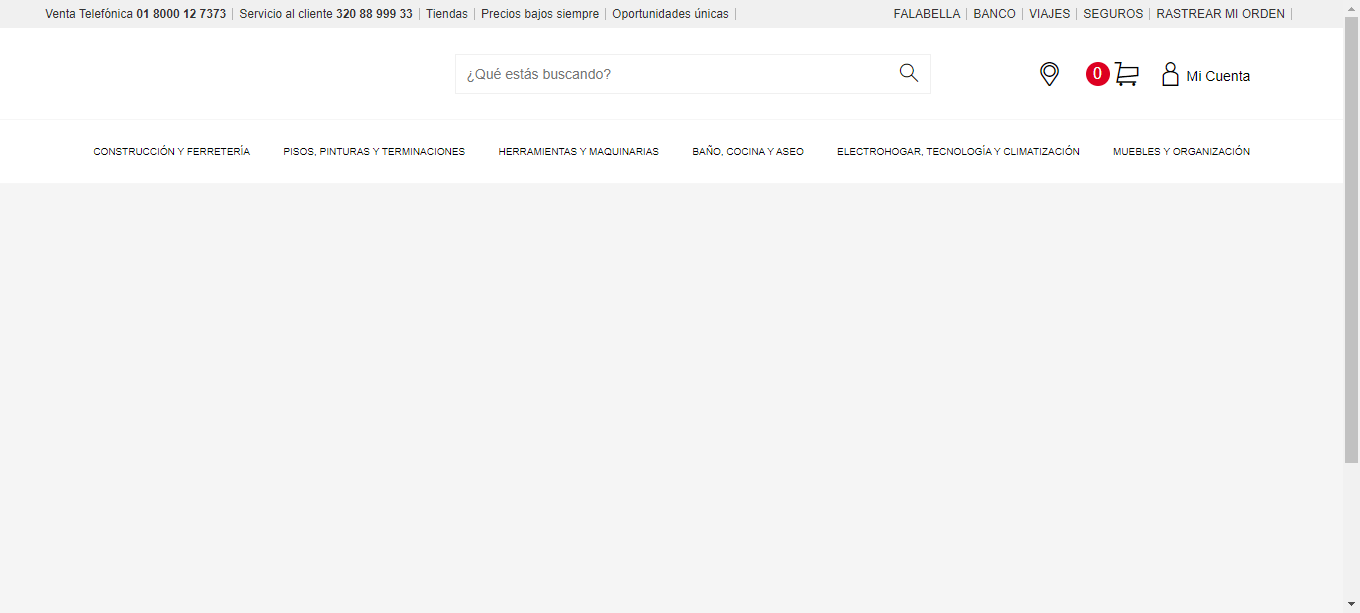 Venta Telefónica 01 8000 12 7373 | Servicio al cliente 320 88 999 33 | Tiendas | Precios bajos siempre | Oportunidades únicas | FALABELLA | BANCO | VIAJES | SEGUROS | RASTREAR MI ORDEN |
¿Qué estás buscando? 0 Mi Cuenta
CONSTRUCCIÓN Y FERRETERÍA PISOS, PINTURAS Y TERMINACIONES HERRAMIENTAS Y MAQUINARIAS BAÑO, COCINA Y ASEO ELECTROHOGAR, TECNOLOGÍA Y CLIMATIZACIÓN MUEBLES Y ORGANIZACIÓN